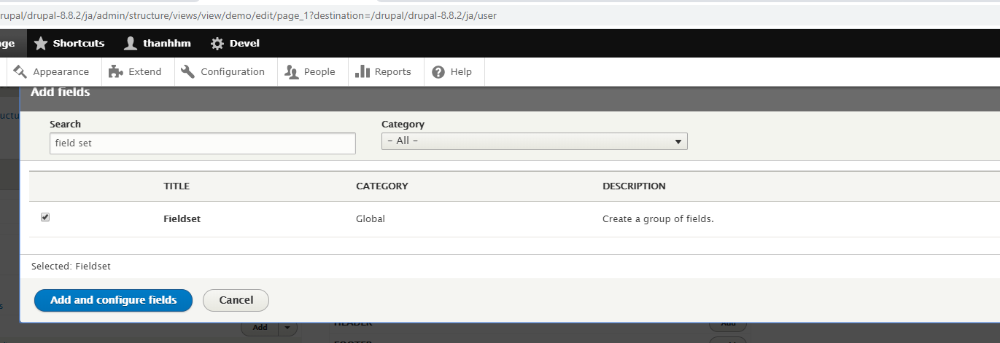 rupal/drupal-8.8.2/ja/admin/structure/views/view/demo/edit/page_1?destination=/drupal/drupal-8.8.2/ja/user
ge Shortcuts thanhhm Devel
Appearance Extend Configuration People Reports Help
Add fields
uctu
Search Category
field set - All -
TITLE CATEGORY DESCRIPTION
Fieldset Global Create a group of fields.
Selected: Fieldset
Add and configure fields Cancel
s
Add HEADER Add
FOOTER